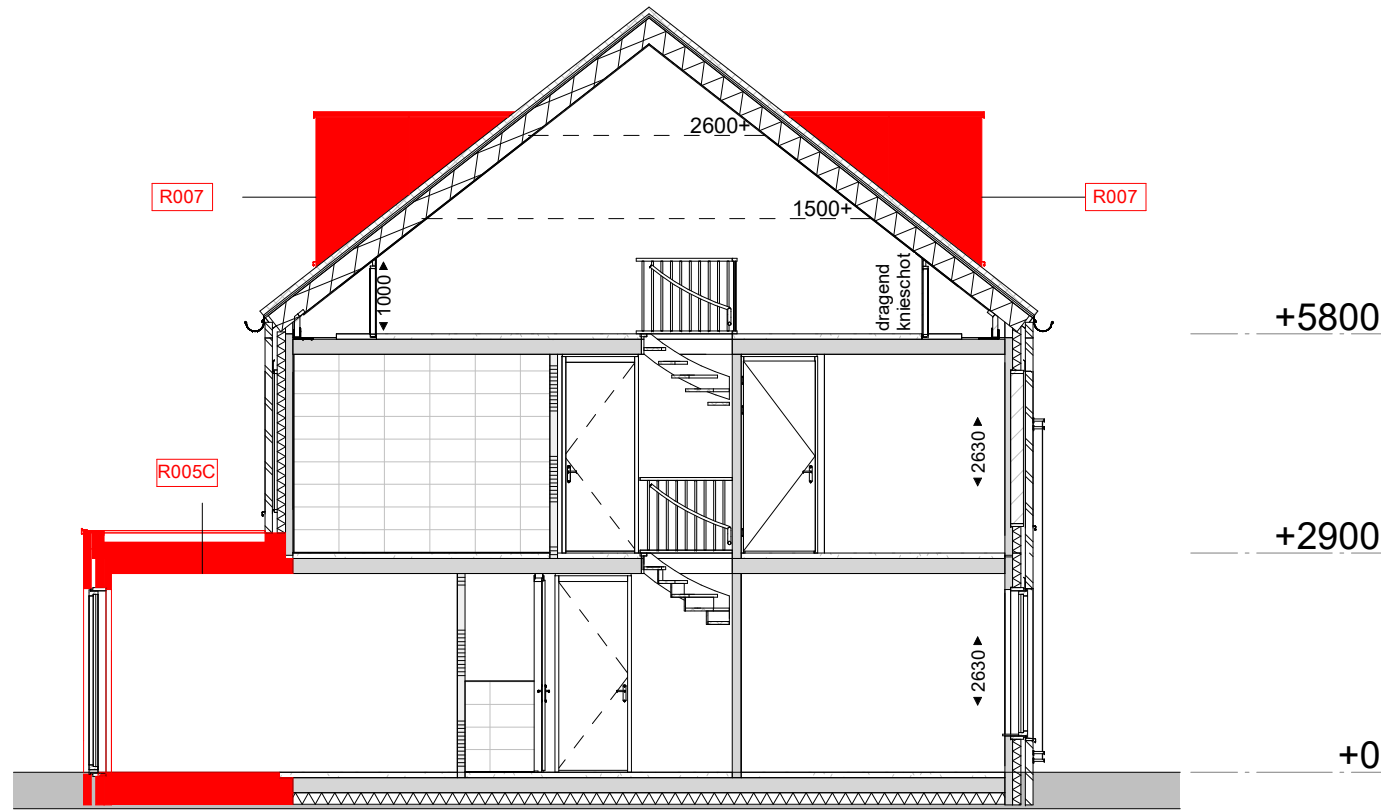 2600+
R007
R007
1500+
◄1000►
dragend
knieschot
+5800
◄2630►
R005C
+2900
◄2630►
+0